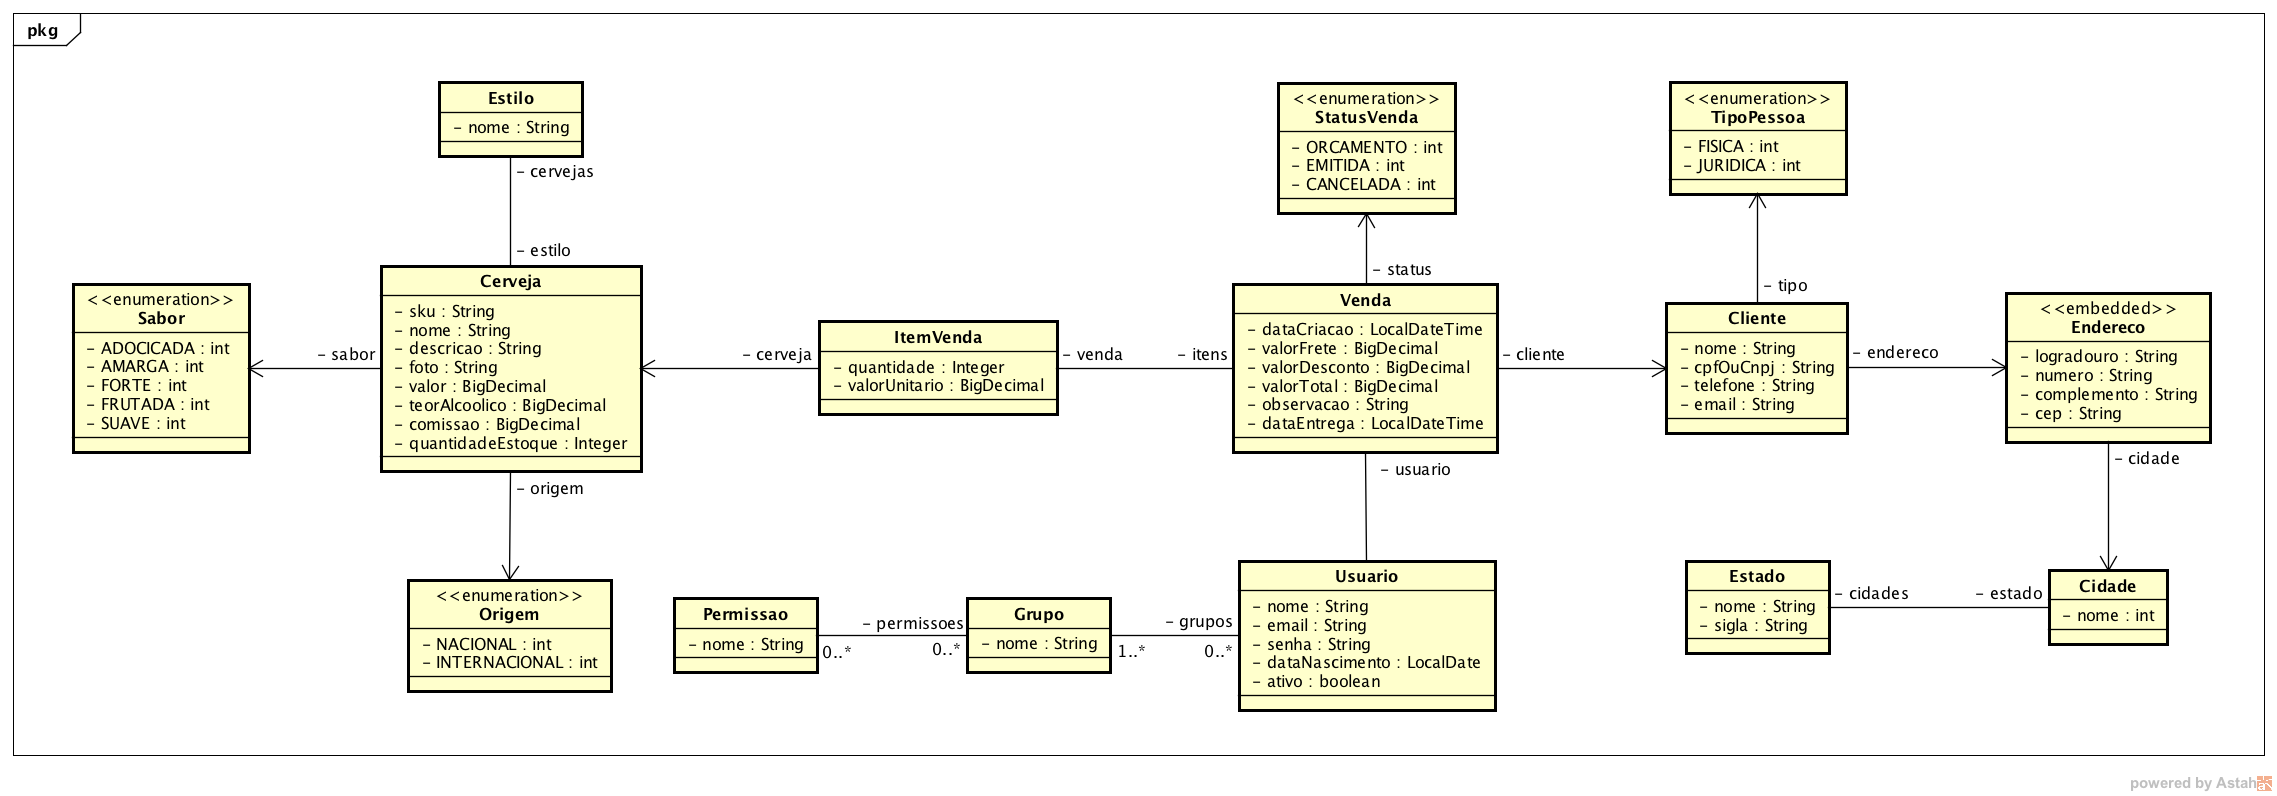 pkg
Estilo
- nome : String
- cervejas
- estilo
<<enumeration>>
Sabor
- ADOCICADA : int
- AMARGA : int
- FORTE : int
- FRUTADA : int
- SUAVE : int
- sabor
Cerveja
- sku : String
- nome : String
- descricao : String
- foto : String
- valor : BigDecimal
- teorAlcoolico : BigDecimal
- comissao : BigDecimal
- quantidadeEstoque : Integer
- origem
<<enumeration>>
Origem
- NACIONAL : int
- INTERNACIONAL : int
- cerveja
ItemVenda
- quantidade : Integer
- valorUnitario : BigDecimal
- venda
- itens
<<enumeration>>
StatusVenda
- ORCAMENTO : int
- EMITIDA : int
- CANCELADA : int
- status
Venda
- dataCriacao : LocalDateTime
- valorFrete : BigDecimal
- valorDesconto : BigDecimal
- valorTotal : BigDecimal
- observacao : String
- dataEntrega : LocalDateTime
- cliente
- usuario
<<enumeration>>
TipoPessoa
- FISICA : int
- JURIDICA : int
- tipo
Cliente
- nome : String
- cpfOuCnpj : String
- telefone : String
- email : String
- endereco
<<embedded>>
Endereco
- logradouro : String
- numero : String
- complemento : String
- cep : String
- cidade
Permissao
- nome : String
- permissoes
0..*
0..*
Grupo
- nome : String
- grupos
1..*
0..*
Usuario
- nome : String
- email : String
- senha : String
- dataNascimento : LocalDate
- ativo : boolean
Estado
- nome : String
- sigla : String
- cidades
- estado
Cidade
- nome : int
powered by Astah